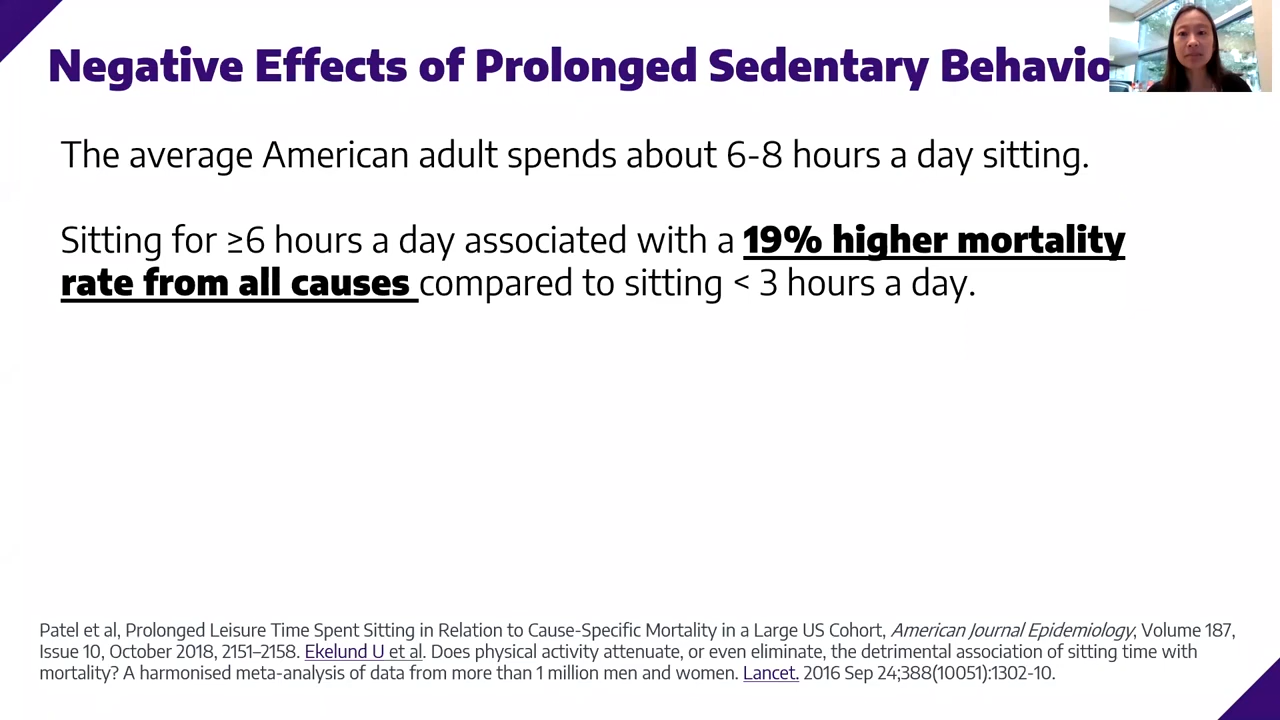 Negative Effects of Prolonged Sedentary Behavio
The average American adult spends about 6-8 hours a day sitting.
Sitting for ≥6 hours a day associated with a 19% higher mortality
rate from all causes compared to sitting < 3 hours a day.
Patel et al, Prolonged Leisure Time Spent Sitting in Relation to Cause-Specific Mortality in a Large US Cohort, American Journal Epidemiology, Volume 187,
Issue 10, October 2018, 2151–2158. Ekelund U et al. Does physical activity attenuate, or even eliminate, the detrimental association of sitting time with
mortality? A harmonised meta-analysis of data from more than 1 million men and women. Lancet. 2016 Sep 24;388(10051):1302-10.